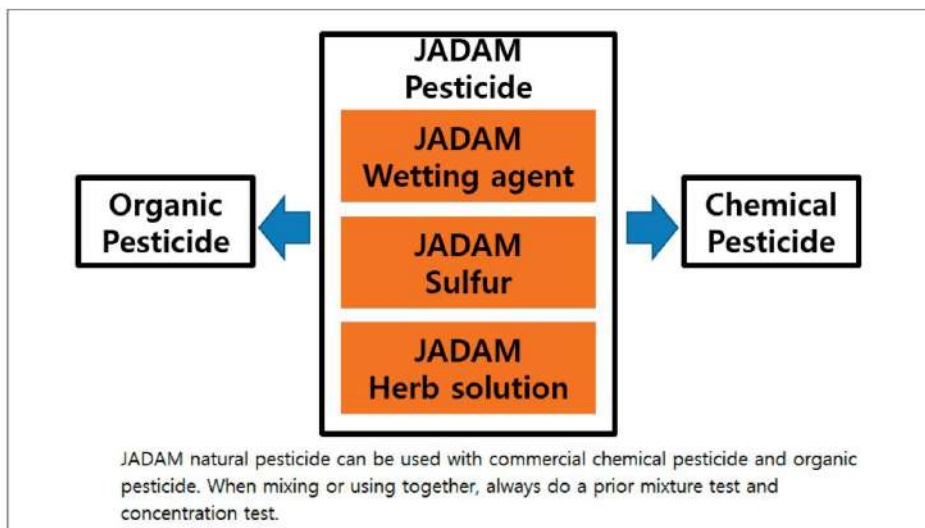 JADAM
Pesticide
JADAM
Wetting agent
JADAM
Sulfur
JADAM
Herb solution
Organic
Pesticide
Chemical
Pesticide
JADAM natural pesticide can be used with commercial chemical pesticide and organic
pesticide. When mixing or using together, always do a prior mixture test and
concentration test.